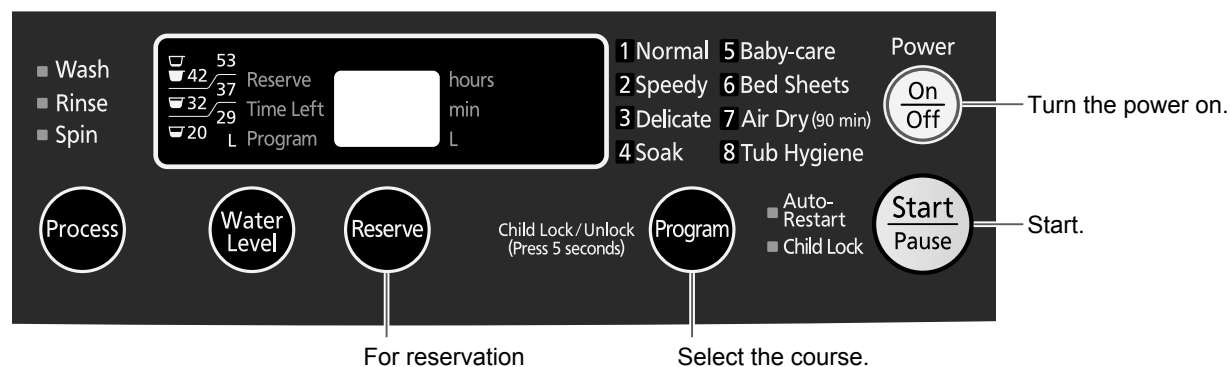 Wash
Rinse
Spin
53
42
37
32
29
20
L
Reserve
Time Left
Program
hours
min
L
1 Normal 5 Baby-care
2 Speedy 6 Bed Sheets
3 Delicate 7 Air Dry (90 min)
4 Soak 8 Tub Hygiene
Power
On
Off
Turn the power on.
Process
Water
Level
Reserve
Child Lock/Unlock
(Press 5 seconds)
Program
Auto-
Restart
Child Lock
Start
Pause
Start.
For reservation
Select the course.